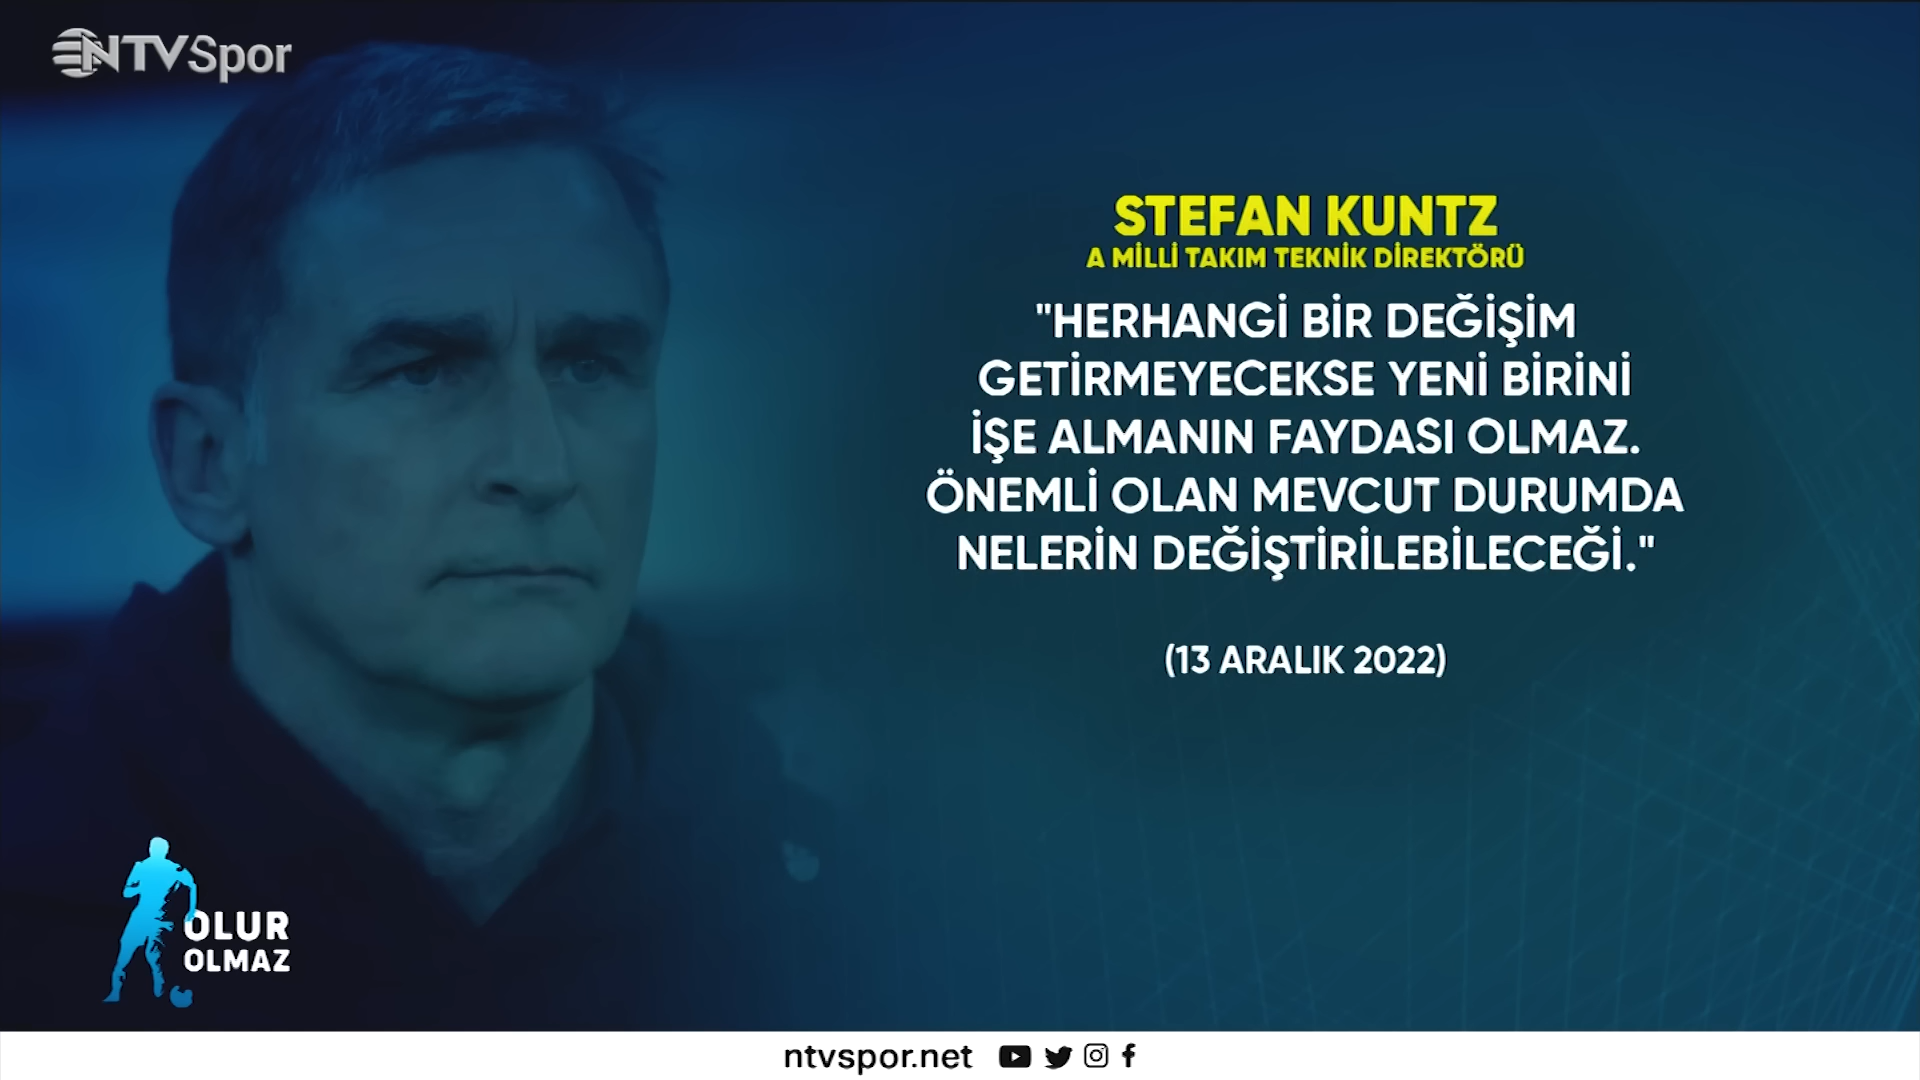 NTVSpor
STEFAN KUNTZ
A MİLLİ TAKIM TEKNİK DİREKTÖRÜ
"HERHANGİ BİR DEĞİŞİM
GETİRMEYECEKSE YENİ BİRİNİ
İŞE ALMANIN FAYDASI OLMAZ.
ÖNEMLİ OLAN MEVCUT DURUMDA
NELERİN DEĞİŞTİRİLEBİLECEĞİ."
(13 ARALIK 2022)
OLUR
OLMAZ
ntvspor.net